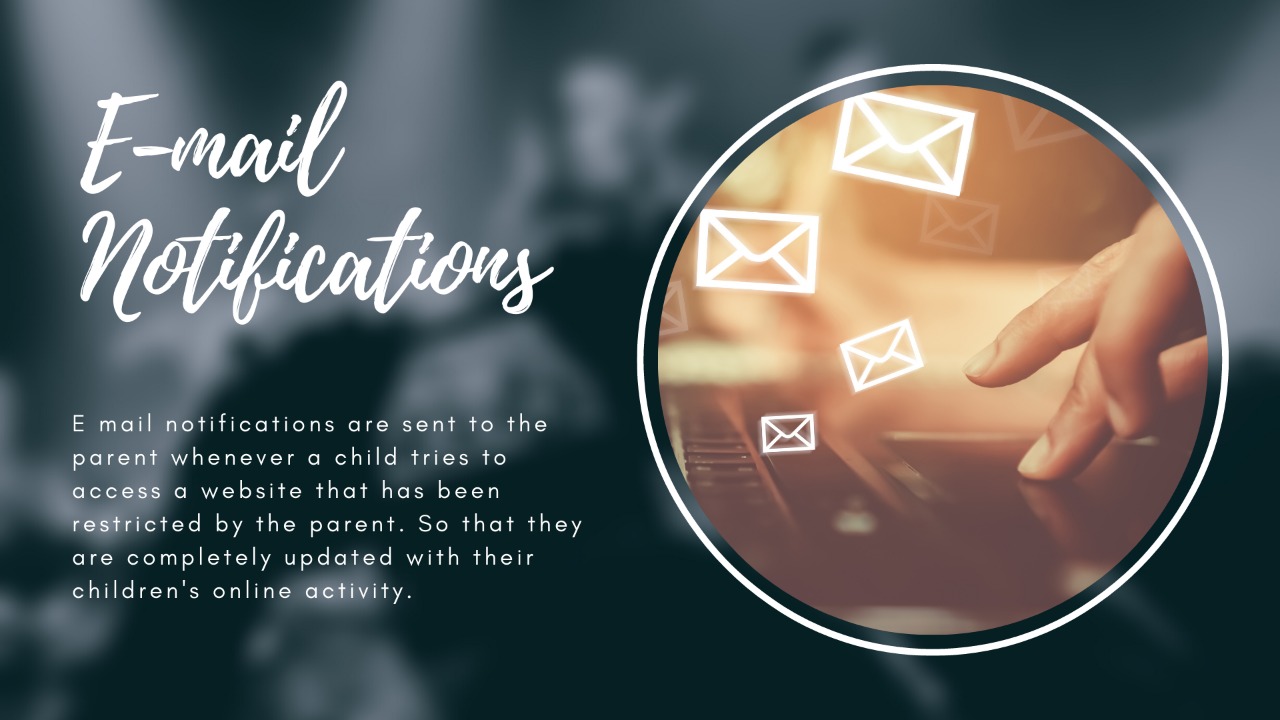 E-mail
Notifications
E mail notifications are sent to the
parent whenever a child tries to
access a website that has been
restricted by the parent. So that they
are completely updated with their
children's online activity.